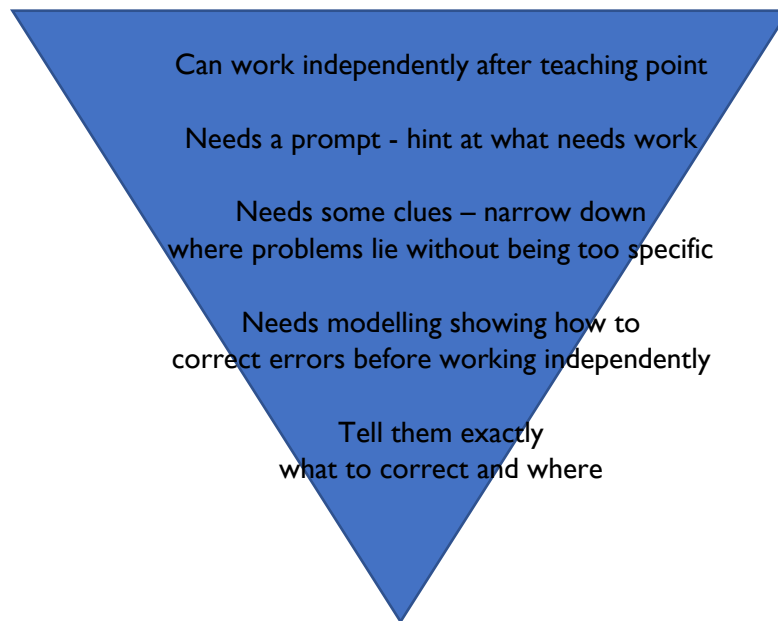 Can work independently after teaching point
Needs a prompt - hint at what needs work
Needs some clues – narrow down
where problems lie without being too specific
Needs modelling showing how to
correct errors before working independently
Tell them exactly
what to correct and where